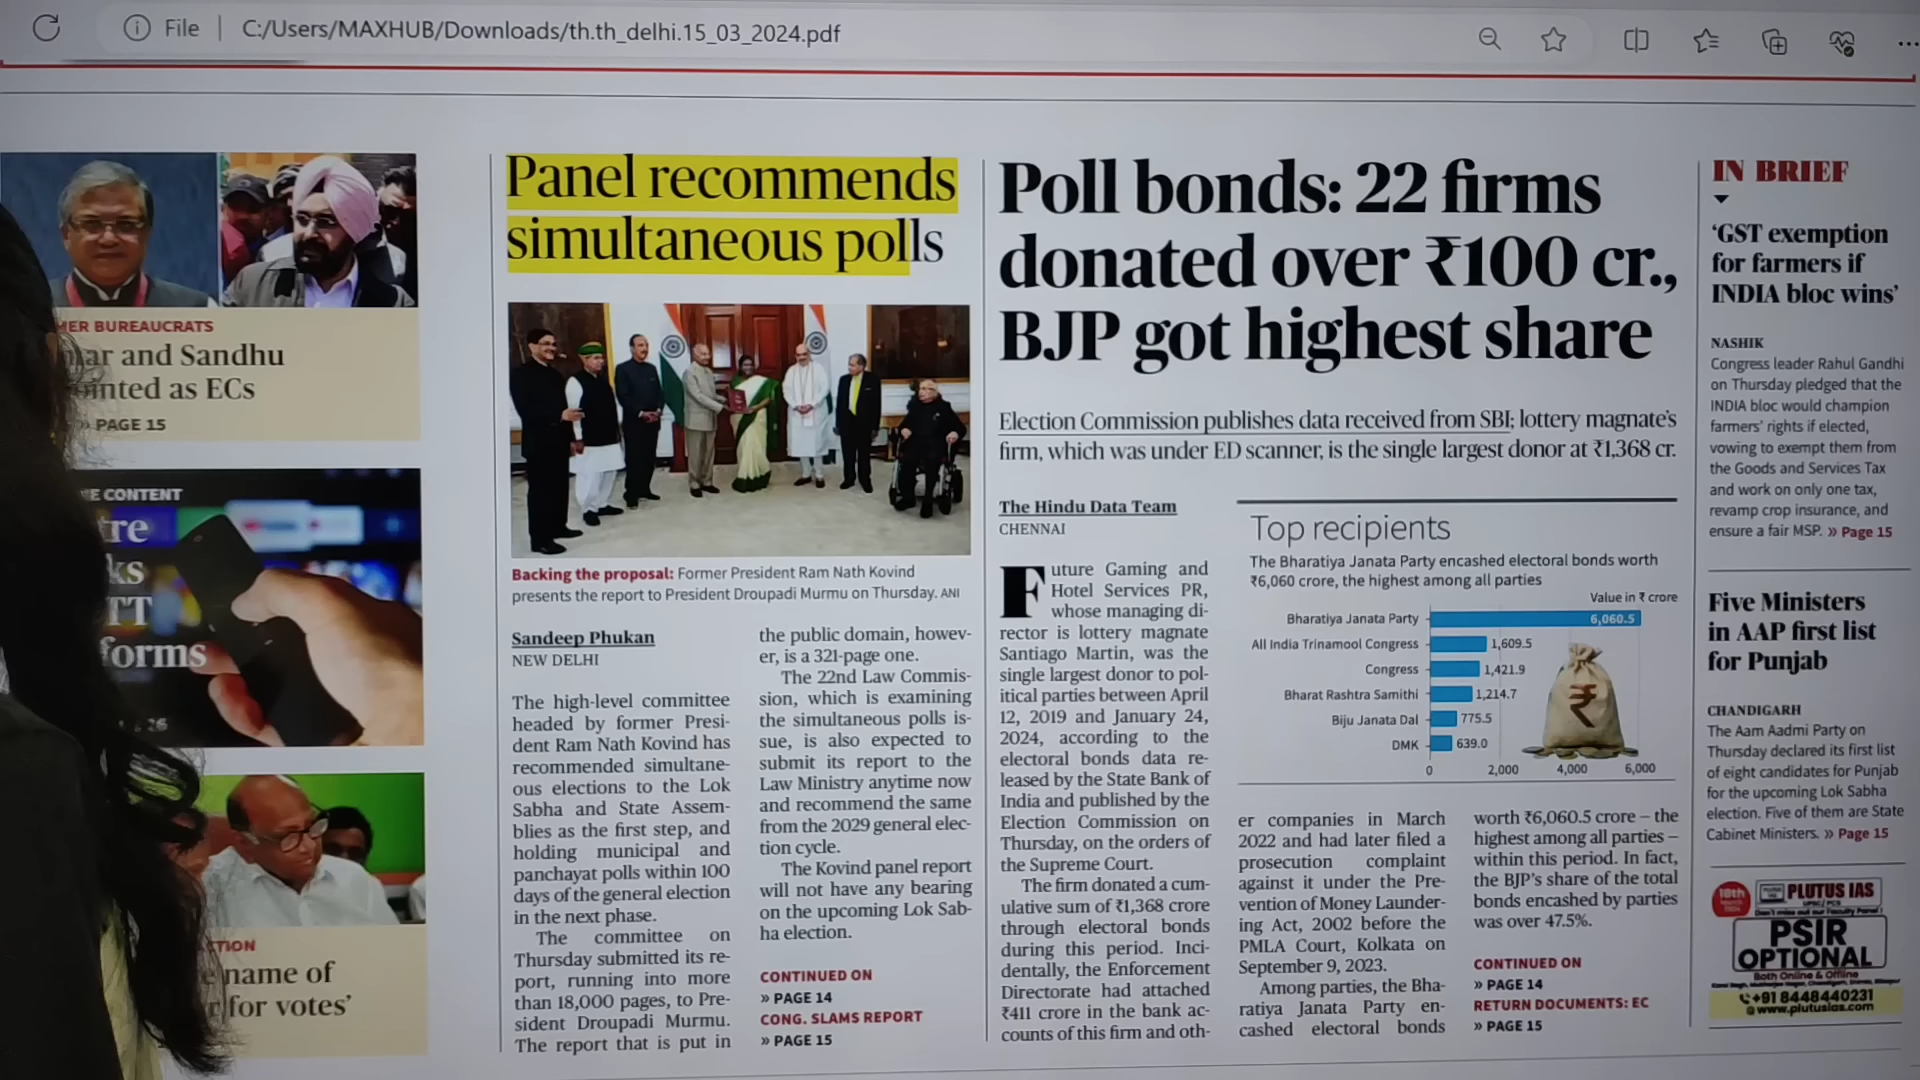 File
C:/Users/MAXHUB/Downloads/th.th_delhi.15_03_2024.pdf
MER BUREAUCRATS
and Sandhu
as ECs
» PAGE 15
CONTENT
name of
for votes’
Panel recommends
simultaneous polls
Backing the proposal: Former President Ram Nath Kovind
presents the report to President Droupadi Murmu on Thursday. ANI
Sandeep Phukan
NEW DELHI
The high-level committee
headed by former Presi-
dent Ram Nath Kovind has
recommended simultane-
ous elections to the Lok
Sabha and State Assem-
blies as the first step, and
holding municipal and
panchayat polls within 100
days of the general election
in the next phase.
The committee on
Thursday submitted its re-
port, running into more
than 18,000 pages, to Pre-
sident Droupadi Murmu.
The report that is put in
the public domain, howev-
er, is a 321-page one.
The 22nd Law Commis-
sion, which is examining
the simultaneous polls is-
sue, is also expected to
submit its report to the
Law Ministry anytime now
and recommend the same
from the 2029 general elec-
tion cycle.
The Kovind panel report
will not have any bearing
on the upcoming Lok Sab-
ha election.
CONTINUED ON
» PAGE 14
CONG. SLAMS REPORT
» PAGE 15
Poll bonds: 22 firms
donated over ₹100 cr.,
BJP got highest share
Election Commission publishes data received from SBI; lottery magnate’s
firm, which was under ED scanner, is the single largest donor at ₹1,368 cr.
The Hindu Data Team
CHENNAI
Future Gaming and
Hotel Services PR,
whose managing di-
rector is lottery magnate
Santiago Martin, was the
single largest donor to pol-
itical parties between April
12, 2019 and January 24,
2024, according to the
electoral bonds data re-
leased by the State Bank of
India and published by the
Election Commission on
Thursday, on the orders of
the Supreme Court.
The firm donated a cum-
ulative sum of ₹1,368 crore
through electoral bonds
during this period. Inci-
dentally, the Enforcement
Directorate had attached
₹411 crore in the bank ac-
counts of this firm and oth-
Top recipients
The Bharatiya Janata Party encashed electoral bonds worth
₹6,060 crore, the highest among all parties
Value in ₹ crore
Bharatiya Janata Party 6,060.5
All India Trinamool Congress 1,609.5
Congress 1,421.9
Bharat Rashtra Samithi 1,214.7
Biju Janata Dal 775.5
DMK 639.0
0 2,000 4,000 6,000
er companies in March
2022 and had later filed a
prosecution complaint
against it under the Pre-
vention of Money Launder-
ing Act, 2002 before the
PMLA Court, Kolkata on
September 9, 2023.
Among parties, the Bha-
ratiya Janata Party en-
cashed electoral bonds
worth ₹6,060.5 crore – the
highest among all parties –
within this period. In fact,
the BJP’s share of the total
bonds encashed by parties
was over 47.5%.
CONTINUED ON
» PAGE 14
RETURN DOCUMENTS: EC
» PAGE 15
IN BRIEF
‘GST exemption
for farmers if
INDIA bloc wins’
NASHIK
Congress leader Rahul Gandhi
on Thursday pledged that the
INDIA bloc would champion
farmers’ rights if elected,
vowing to exempt them from
the Goods and Services Tax
and work on only one tax,
revamp crop insurance, and
ensure a fair MSP. » Page 15
Five Ministers
in AAP first list
for Punjab
CHANDIGARH
The Aam Aadmi Party on
Thursday declared its first list
of eight candidates for Punjab
for the upcoming Lok Sabha
election. Five of them are State
Cabinet Ministers. » Page 15
PLUTUS IAS
PSIR
OPTIONAL
Both Online & Offline
+91 8448440231
www.plutusias.com